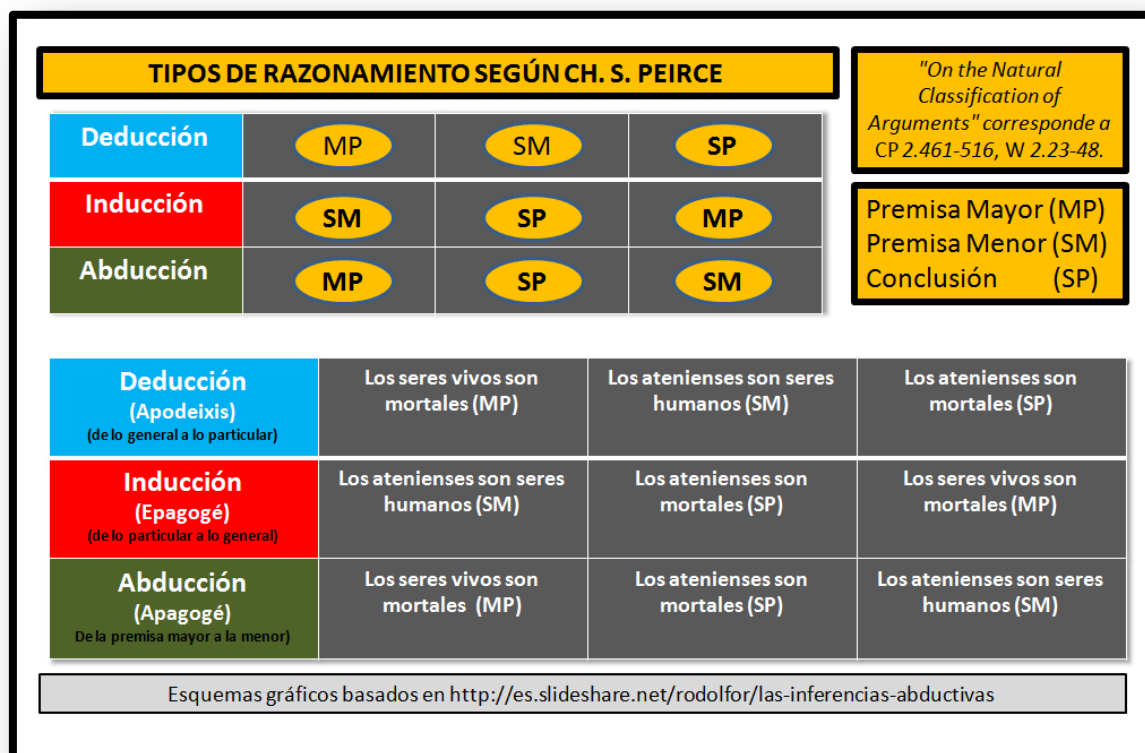 TIPOS DE RAZONAMIENTO SEGÚN CH. S. PEIRCE
"On the Natural
Classification of
Arguments" corresponde a
CP 2.461-516, W 2.23-48.
Deducción MP SM SP
Inducción SM SP MP
Abducción MP SP SM
Premisa Mayor (MP)
Premisa Menor (SM)
Conclusión (SP)
Deducción
(Apodeixis)
(de lo general a lo particular)
Los seres vivos son
mortales (MP)
Los atenienses son seres
humanos (SM)
Los atenienses son
mortales (SP)
Inducción
(Epagogé)
(de lo particular a lo general)
Los atenienses son seres
humanos (SM)
Los atenienses son
mortales (SP)
Los seres vivos son
mortales (MP)
Abducción
(Apagogé)
De la premisa mayor a la menor)
Los seres vivos son
mortales (MP)
Los atenienses son
mortales (SP)
Los atenienses son seres
humanos (SM)
Esquemas gráficos basados en http://es.slideshare.net/rodolfor/las-inferencias-abductivas